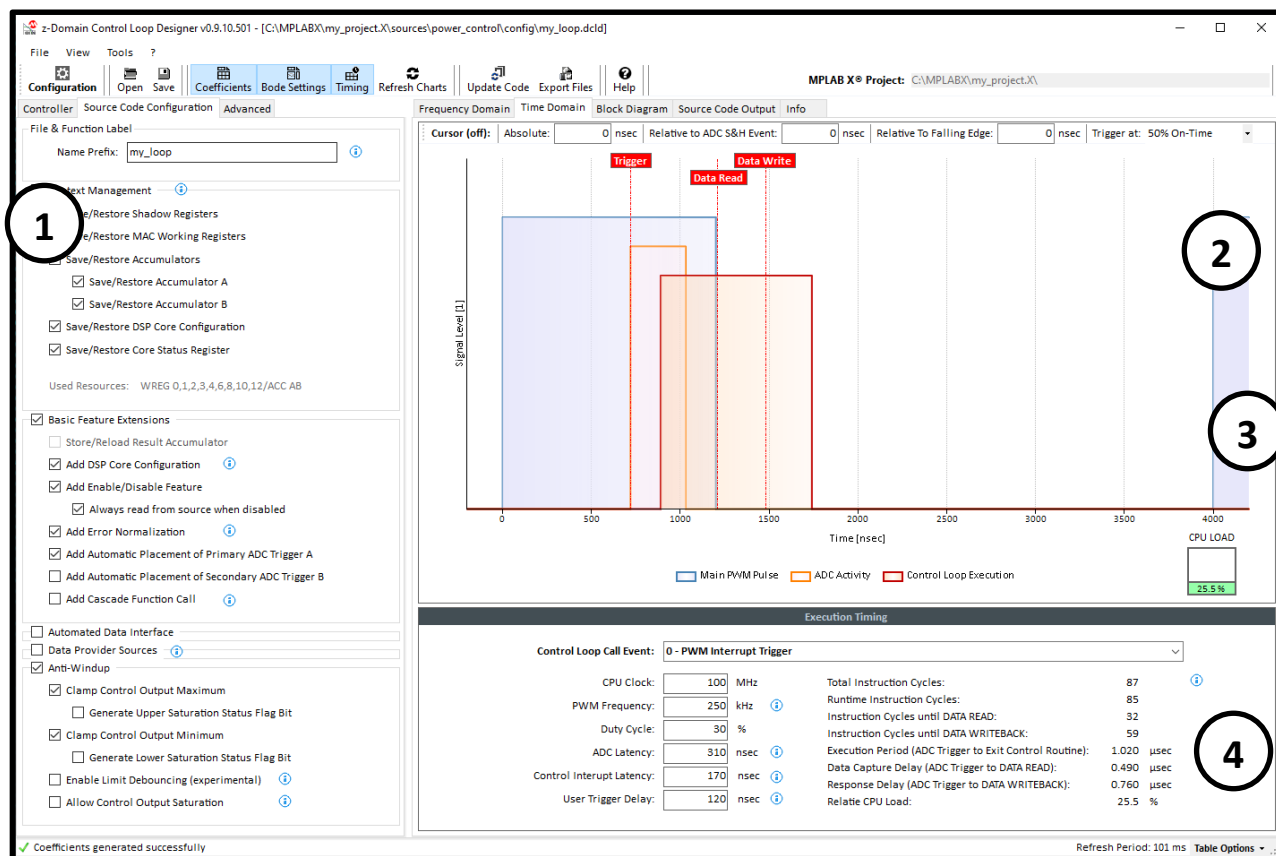 z-Domain Control Loop Designer v0.9.10.501 - [C:\MPLABX\my_project.X\sources\power_control\config\my_loop.dcld]
File View Tools ?
Configuration Open Save Coefficients Bode Settings Timing Refresh Charts Update Code Export Files Help MPLAB X® Project: C:\MPLABX\my_project.X\
Controller Source Code Configuration Advanced
File & Function Label
Name Prefix: my_loop
text Management
1
e/Restore Shadow Registers
e/Restore MAC Working Registers
Save/Restore Accumulators
Save/Restore Accumulator A
Save/Restore Accumulator B
Save/Restore DSP Core Configuration
Save/Restore Core Status Register
Used Resources: WREG 0,1,2,3,4,6,8,10,12/ACC AB
Basic Feature Extensions
Store/Reload Result Accumulator
Add DSP Core Configuration
Add Enable/Disable Feature
Always read from source when disabled
Add Error Normalization
Add Automatic Placement of Primary ADC Trigger A
Add Automatic Placement of Secondary ADC Trigger B
Add Cascade Function Call
Automated Data Interface
Data Provider Sources
Anti-Windup
Clamp Control Output Maximum
Generate Upper Saturation Status Flag Bit
Clamp Control Output Minimum
Generate Lower Saturation Status Flag Bit
Enable Limit Debouncing (experimental)
Allow Control Output Saturation
Frequency Domain Time Domain Block Diagram Source Code Output Info
Cursor (off): Absolute: 0 nsec Relative to ADC S&H Event: 0 nsec Relative To Falling Edge: 0 nsec Trigger at: 50% On-Time
Trigger Data Write
Data Read
2
Signal Level [1]
3
0 500 1000 1500 2000 2500 3000 3500 4000
Time [nsec]
CPU LOAD
Main PWM Pulse ADC Activity Control Loop Execution
25.5 %
Execution Timing
Control Loop Call Event: 0 - PWM Interrupt Trigger
CPU Clock: 100 MHz Total Instruction Cycles: 87
PWM Frequency: 250 kHz Runtime Instruction Cycles: 85
Instruction Cycles until DATA READ: 32
Duty Cycle: 30 % Instruction Cycles until DATA WRITEBACK: 59
ADC Latency: 310 nsec Execution Period (ADC Trigger to Exit Control Routine): 1.020 µsec
Control Interupt Latency: 170 nsec Data Capture Delay (ADC Trigger to DATA READ): 0.490 µsec
Response Delay (ADC Trigger to DATA WRITEBACK): 0.760 µsec
User Trigger Delay: 120 nsec Relatie CPU Load: 25.5 %
4
Coefficients generated successfully Refresh Period: 101 ms Table Options